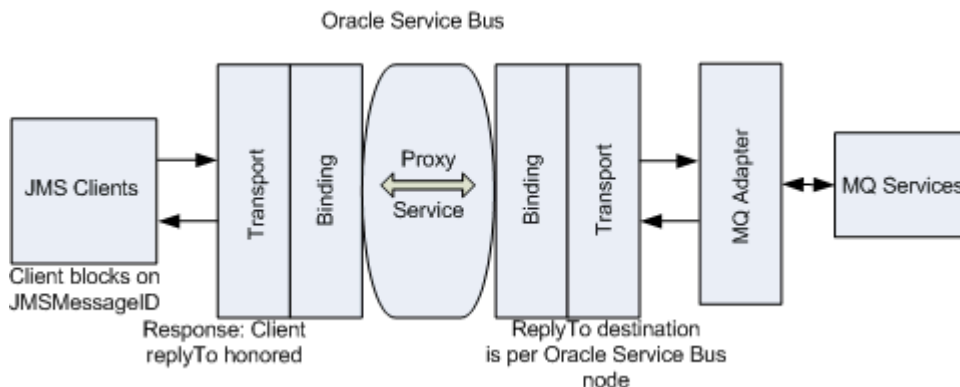 Oracle Service Bus
JMS Clients
Client blocks on
JMSMessageID
Transport
Binding
Response: Client
replyTo honored
Proxy
Service
Binding
Transport
ReplyTo destination
is per Oracle Service Bus
node
MQ Adapter
MQ Services